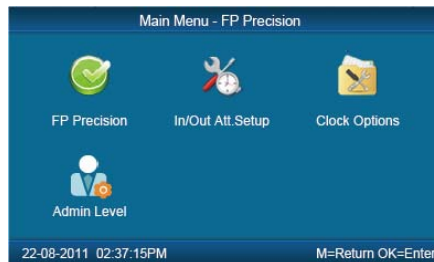 Main Menu - FP Precision
FP Precision In/Out Att.Setup Clock Options
Admin Level
22-08-2011 02:37:15PM M=Return OK=Enter